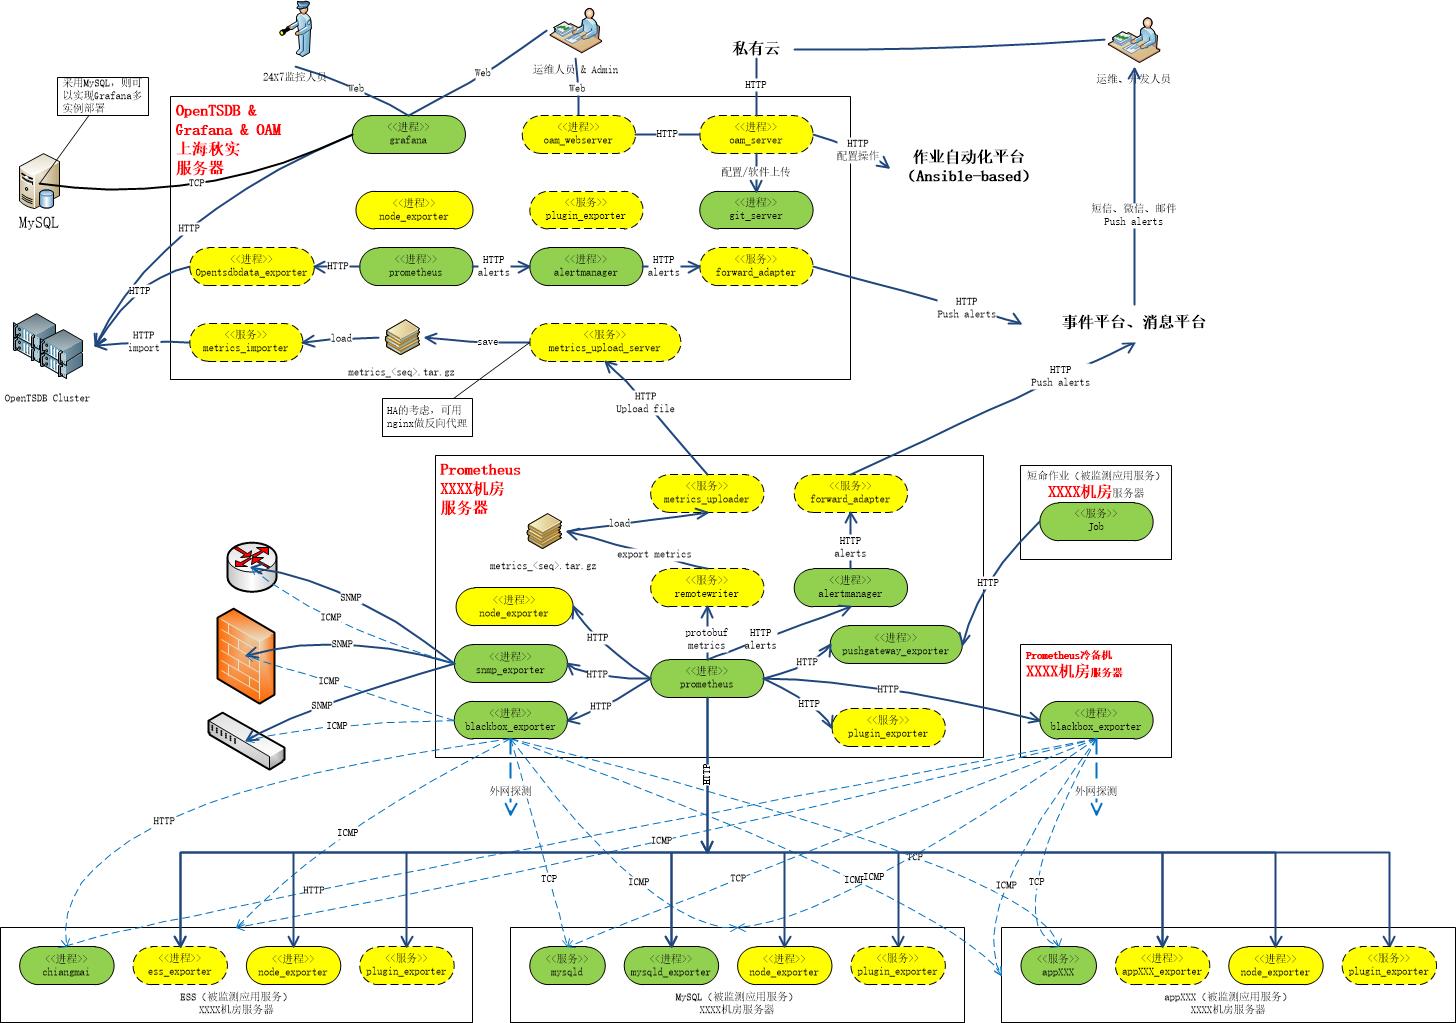 24X7监控人员
运维人员 & Admin
私有云
运维、开发人员
Web
Web
Web
HTTP
采用MySQL，则可
以实现Grafana多
实例部署
MySQL
TCP
OpenTSDB &
Grafana & OAM
上海秋实
服务器
<<进程>>
grafana
<<进程>>
oam_webserver
HTTP
<<进程>>
oam_server
HTTP
配置操作
作业自动化平台
（Ansible-based）
配置/软件上传
<<进程>>
node_exporter
<<服务>>
plugin_exporter
<<进程>>
git_server
短信、微信、邮件
Push alerts
HTTP
<<进程>>
Opentsdbdata_exporter
HTTP
<<进程>>
prometheus
HTTP
alerts
<<进程>>
alertmanager
HTTP
alerts
<<服务>>
forward_adapter
HTTP
HTTP
Push alerts
事件平台、消息平台
OpenTSDB Cluster
HTTP
import
<<服务>>
metrics_importer
load
metrics_<seq>.tar.gz
save
<<服务>>
metrics_upload_server
HA的考虑，可用
nginx做反向代理
HTTP
Upload file
HTTP
Push alerts
Prometheus
XXXX机房
服务器
<<服务>>
metrics_uploader
<<服务>>
forward_adapter
load
metrics_<seq>.tar.gz
export metrics
HTTP
alerts
<<服务>>
remotewriter
<<进程>>
alertmanager
短命作业（被监测应用服务）
XXXX机房服务器
<<服务>>
Job
HTTP
<<进程>>
node_exporter
HTTP
protobuf
metrics
HTTP
alerts
<<进程>>
pushgateway_exporter
HTTP
SNMP
ICMP
SNMP
ICMP
SNMP
ICMP
<<进程>>
snmp_exporter
HTTP
<<进程>>
prometheus
HTTP
<<进程>>
blackbox_exporter
HTTP
HTTP
<<服务>>
plugin_exporter
Prometheus冷备机
XXXX机房服务器
<<进程>>
blackbox_exporter
HTTP
外网探测
外网探测
HTTP
ICMP
ICMP
HTTP
TCP
ICMP
TCP
ICMP
ICMP
TCP
ICMP
TCP
<<进程>>
chiangmai
<<进程>>
ess_exporter
<<进程>>
node_exporter
<<服务>>
plugin_exporter
ESS（被监测应用服务）
XXXX机房服务器
<<服务>>
mysqld
<<进程>>
mysqld_exporter
<<进程>>
node_exporter
<<服务>>
plugin_exporter
MySQL（被监测应用服务）
XXXX机房服务器
<<服务>>
appXXX
<<进程>>
appXXX_exporter
<<进程>>
node_exporter
<<服务>>
plugin_exporter
appXXX（被监测应用服务）
XXXX机房服务器